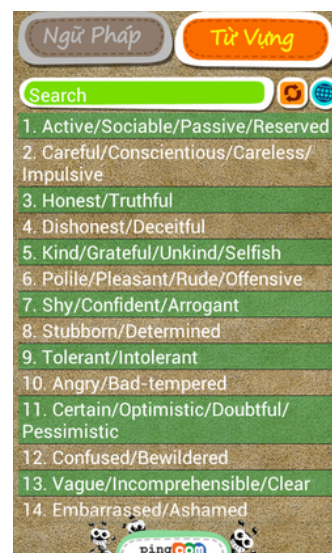 Ngữ Pháp
Từ Vựng
Search
1. Active/Sociable/Passive/Reserved
2. Careful/Conscientious/Careless/
Impulsive
3. Honest/Truthful
4. Dishonest/Deceitful
5. Kind/Grateful/Unkind/Selfish
6. Polile/Pleasant/Rude/Offensive
7. Shy/Confident/Arrogant
8. Stubborn/Determined
9. Tolerant/Intolerant
10. Angry/Bad-tempered
11. Certain/Optimistic/Doubtful/
Pessimistic
12. Confused/Bewildered
13. Vague/Incomprehensible/Clear
14. Embarrassed/Ashamed
pingcom